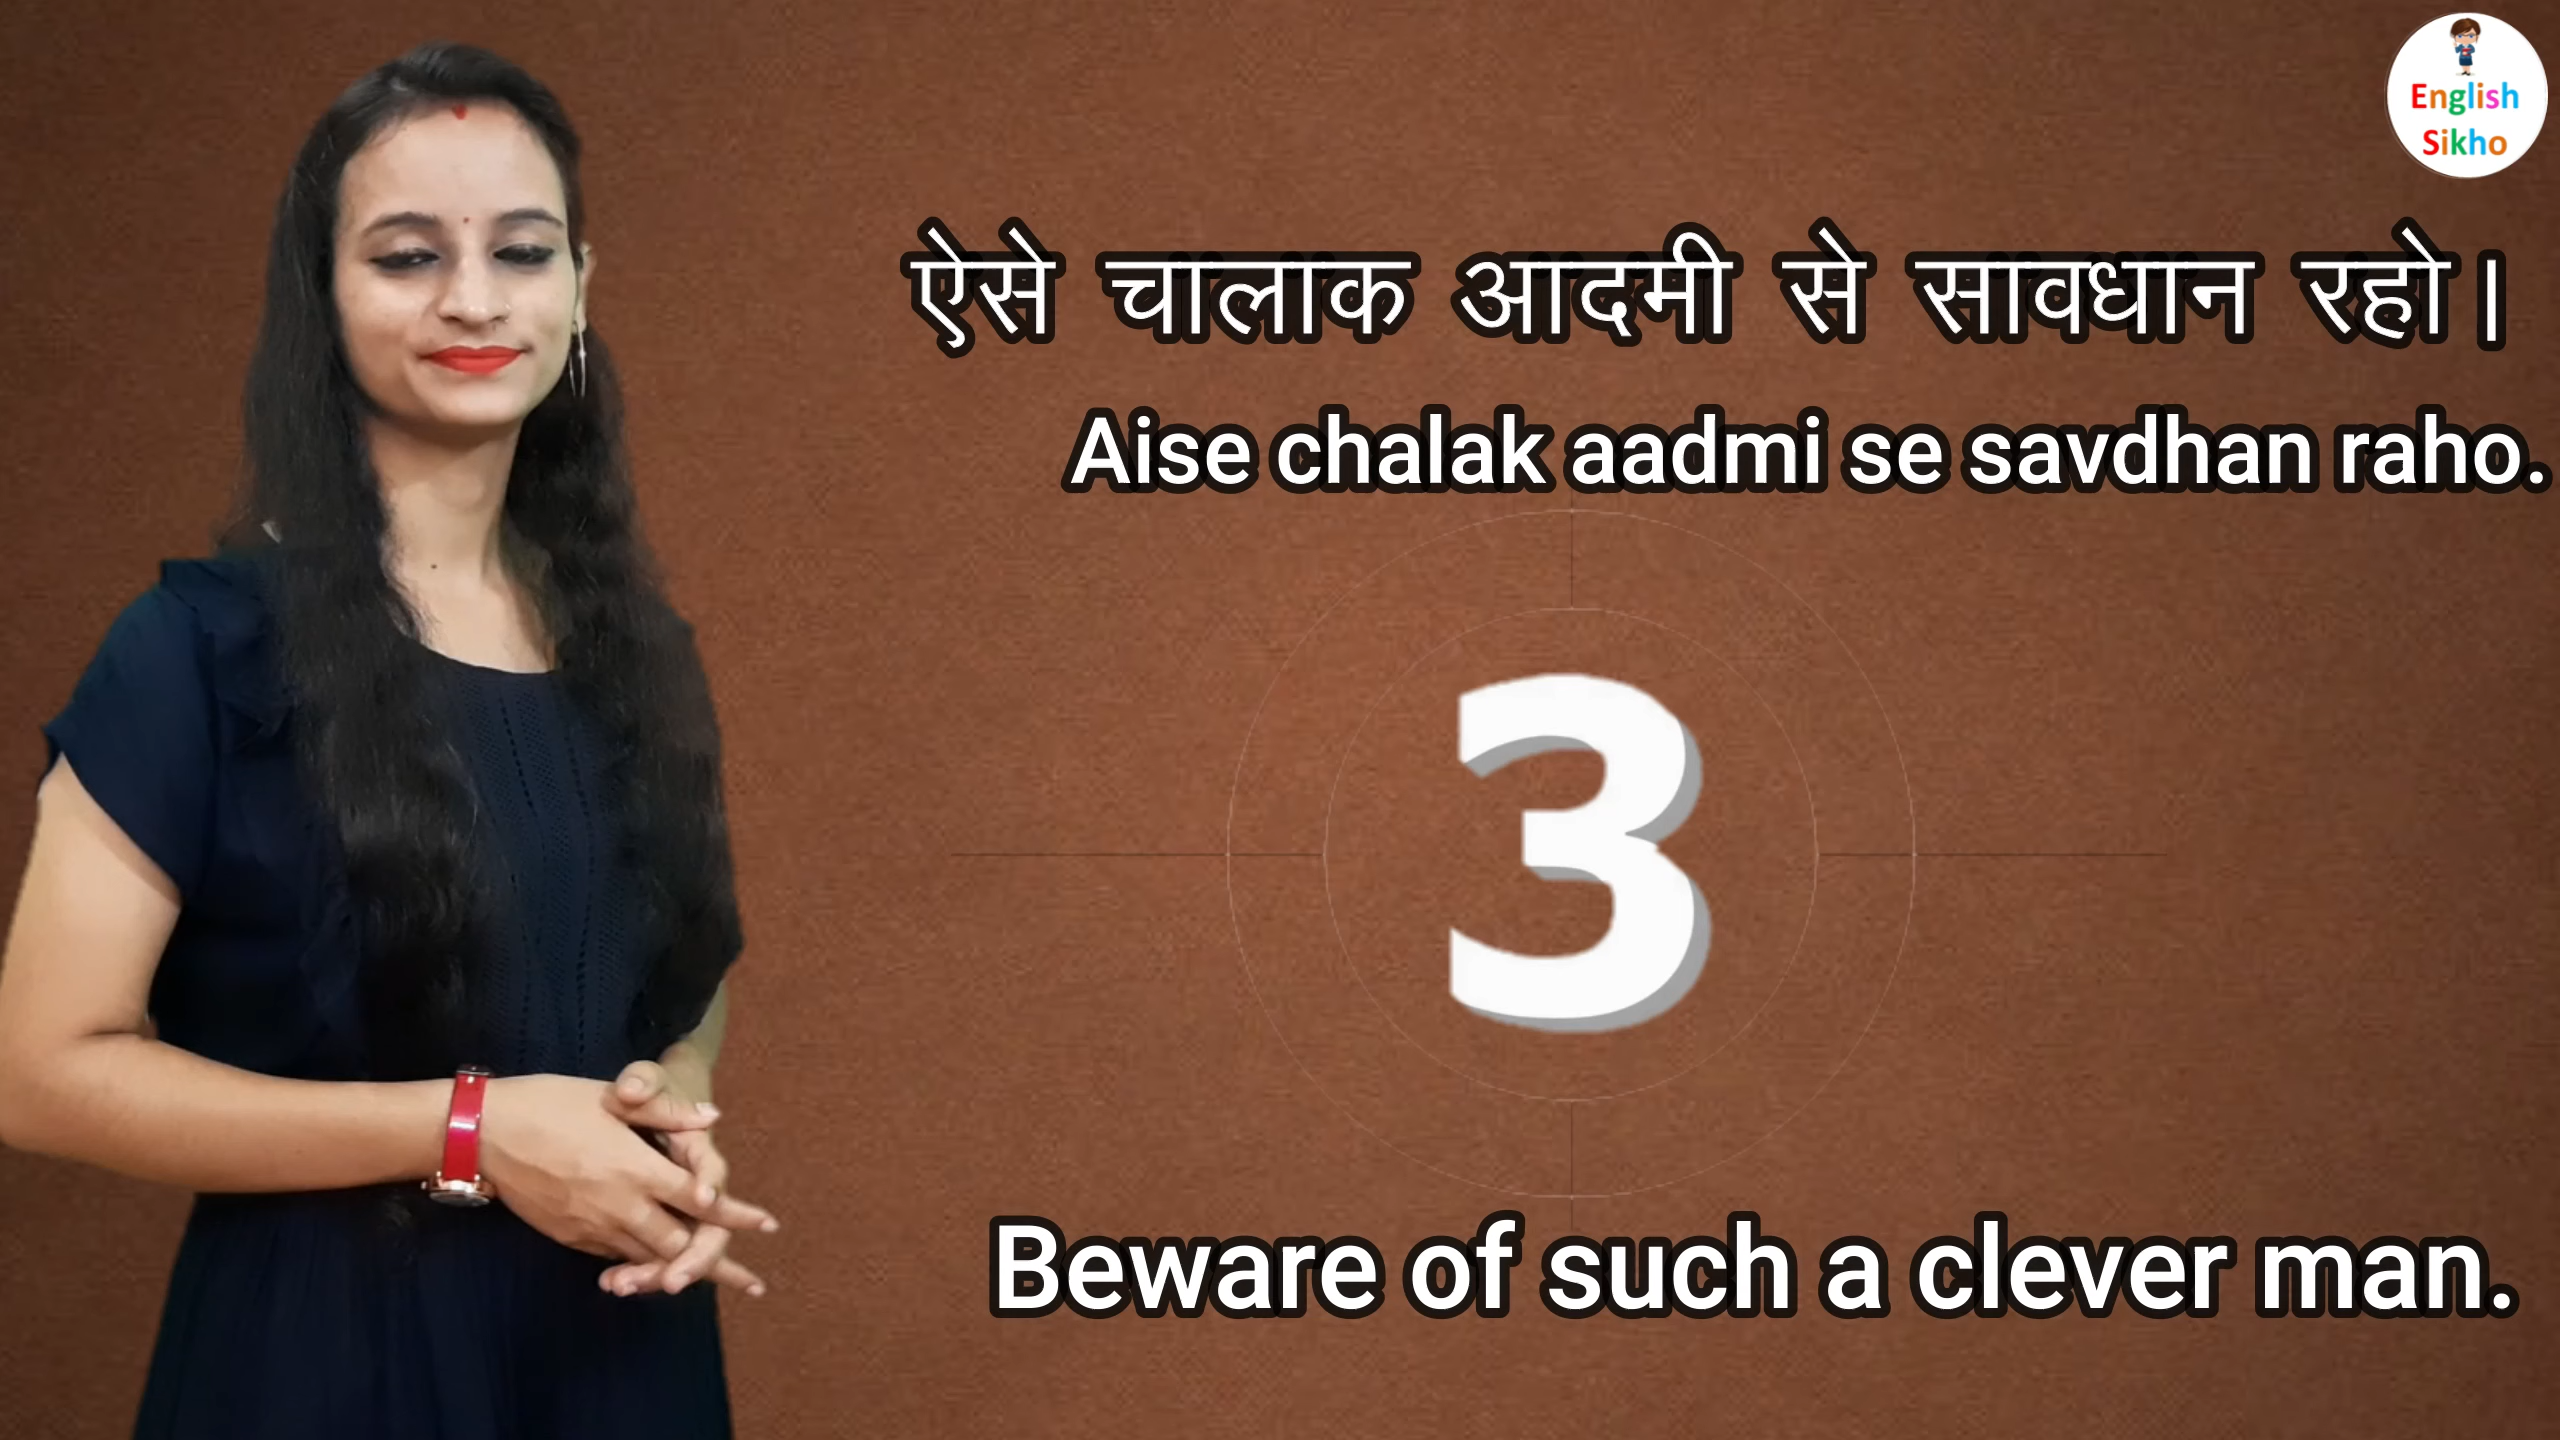 English
Sikho
ऐसे चालाक आदमी से सावधान रहो।
Aise chalak aadmi se savdhan raho.
3
Beware of such a clever man.